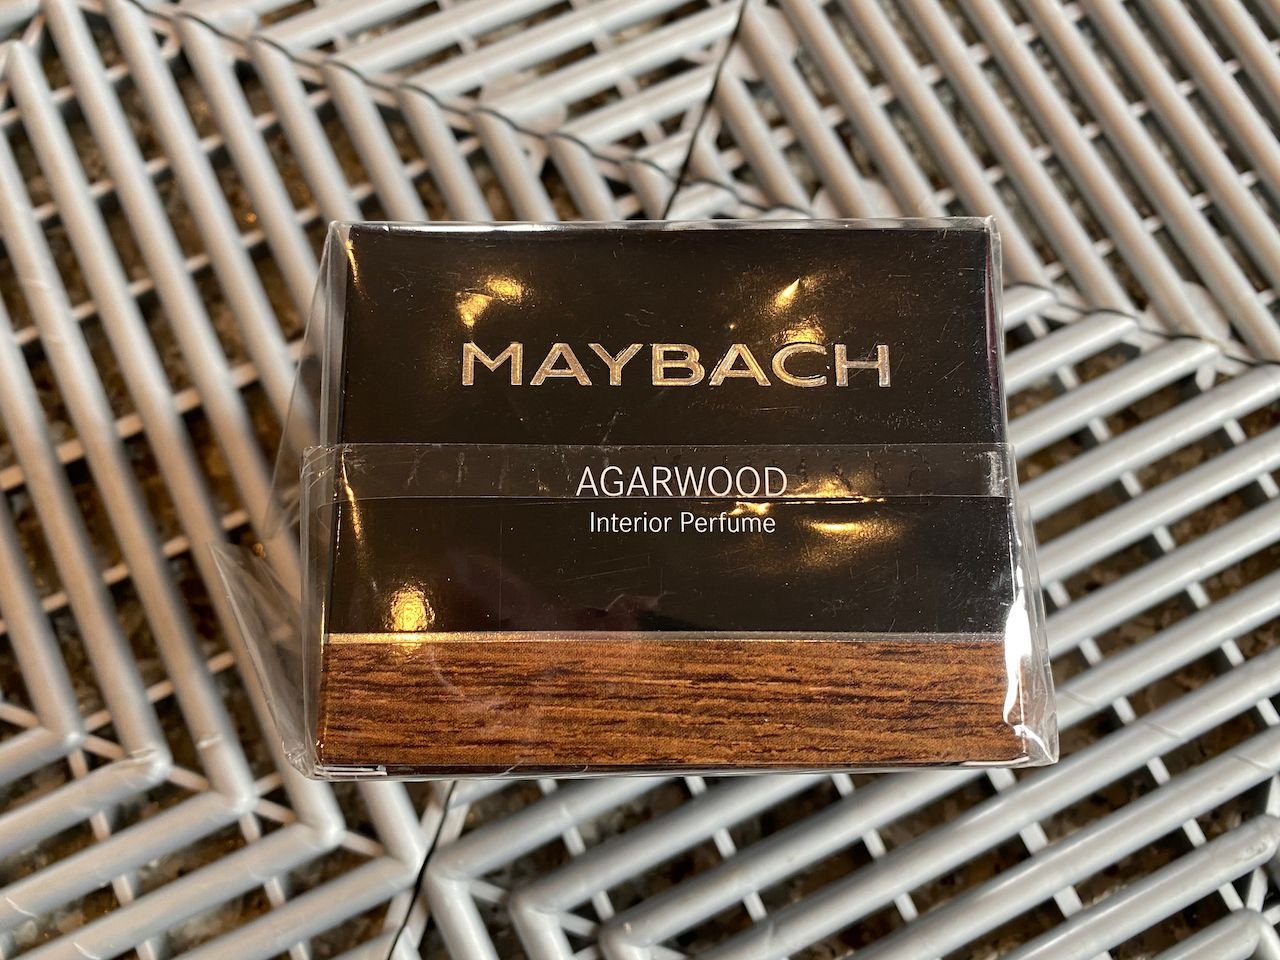 MAYBACH
AGARWOOD
Interior Perfume